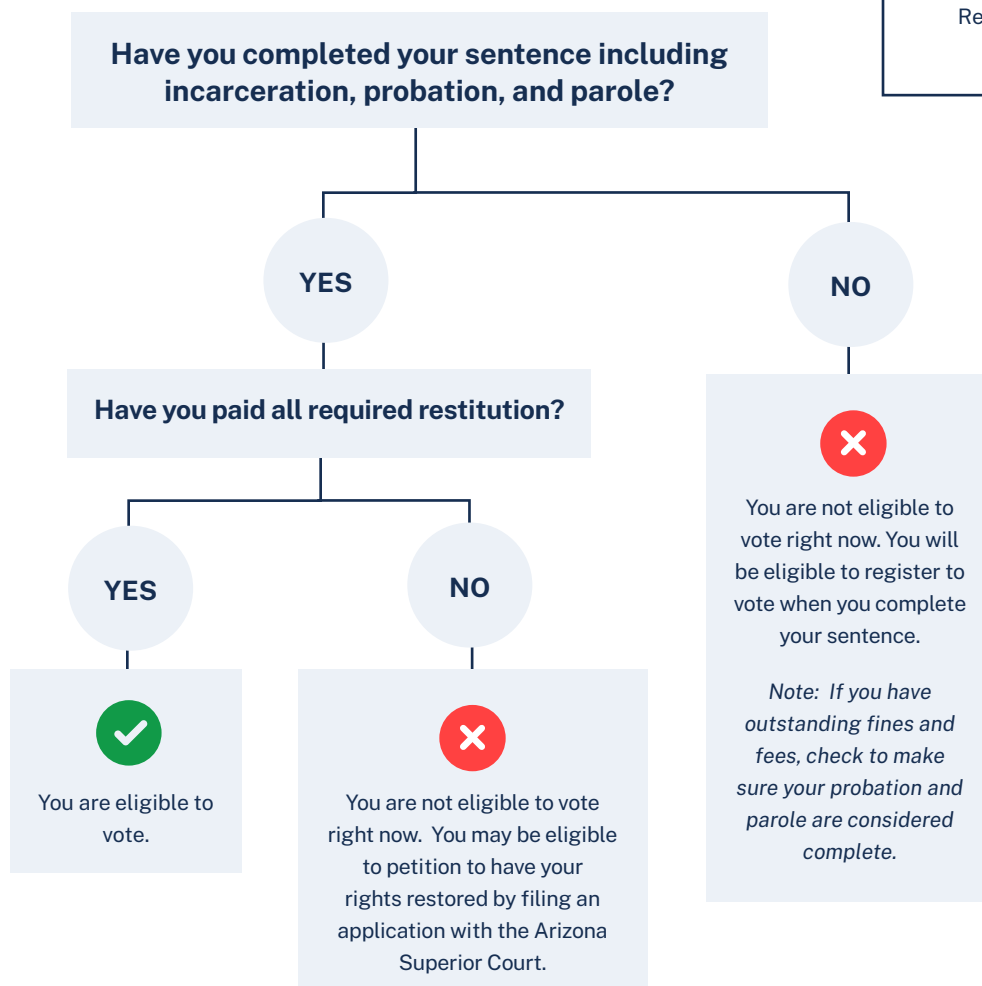 Re
Have you completed your sentence including
incarceration, probation, and parole?
YES
NO
Have you paid all required restitution?
YES
NO
You are eligible to
vote.
You are not eligible to vote
right now.  You may be eligible
to petition to have your
rights restored by filing an
application with the Arizona
Superior Court.
You are not eligible to
vote right now. You will
be eligible to register to
vote when you complete
your sentence.
Note:  If you have
outstanding fines and
fees, check to make
sure your probation and
parole are considered
complete.